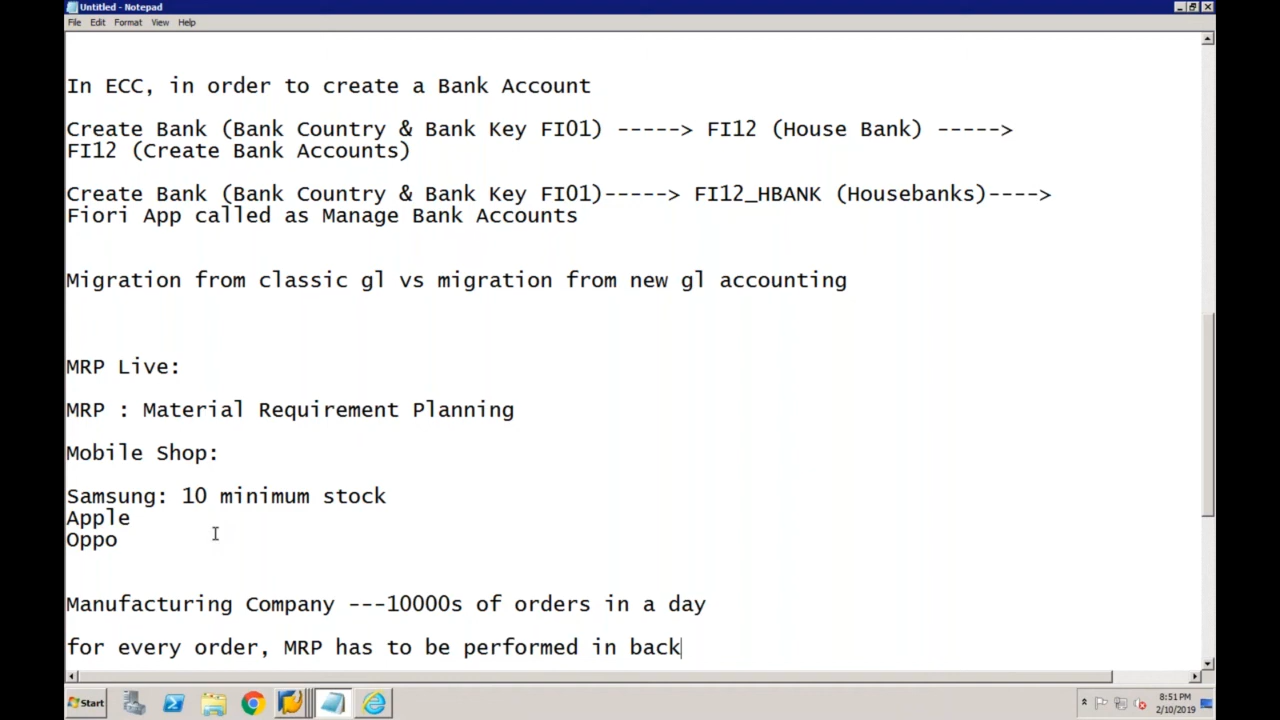 Untitled - Notepad
File Edit Format View Help
In ECC, in order to create a Bank Account
Create Bank (Bank Country & Bank Key FI01) -----> FI12 (House Bank) ----->
FI12 (Create Bank Accounts)
Create Bank (Bank Country & Bank Key FI01)-----> FI12_HBANK (Housebanks)---->
Fiori App called as Manage Bank Accounts
Migration from classic gl vs migration from new gl accounting
MRP Live:
MRP : Material Requirement Planning
Mobile Shop:
Samsung: 10 minimum stock
Apple
Oppo
Manufacturing Company ---10000s of orders in a day
for every order, MRP has to be performed in back
Start
8:51 PM
2/10/2019